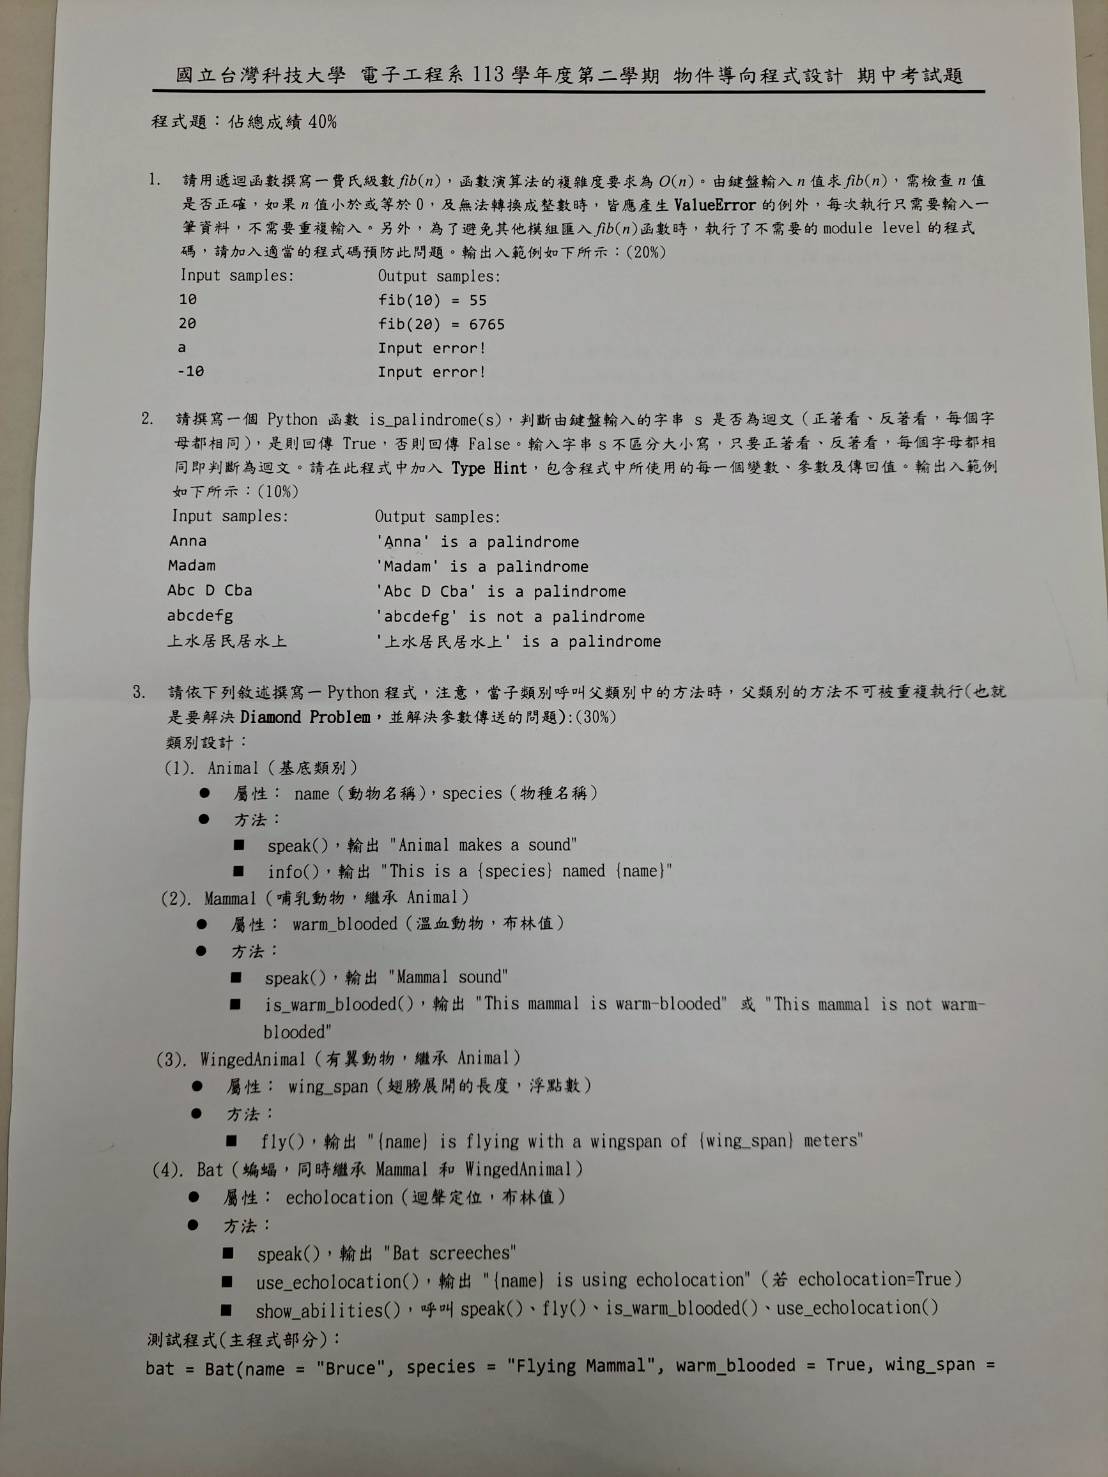 國立台灣科技大學 電子工程系 113 學年度第二學期 物件導向程式設計 期中考試題
程式題：佔總成績 40%
1. 請用遞迴函數撰寫一費氏級數 fib(n)，函數演算法的複雜度要求為 O(n)。由鍵盤輸入 n 值求 fib(n)，需檢查 n 值
是否正確，如果 n 值小於或等於 0，及無法轉換成整數時，皆應產生 ValueError 的例外，每次執行只需要輸入一
筆資料，不需要重複輸入。另外，為了避免其他模組匯入 fib(n)函數時，執行了不需要的 module level 的程式
碼，請加入適當的程式碼預防此問題。輸出入範例如下所示：(20%)
Input samples: Output samples:
10 fib(10) = 55
20 fib(20) = 6765
a Input error!
-10 Input error!
2. 請撰寫一個 Python 函數 is_palindrome(s)，判斷由鍵盤輸入的字串 s 是否為迴文（正著看、反著看，每個字
母都相同），是則回傳 True，否則回傳 False。輸入字串 s 不區分大小寫，只要正著看、反著看，每個字母都相
同即判斷為迴文。請在此程式中加入 Type Hint，包含程式中所使用的每一個變數、參數及傳回值。輸出入範例
如下所示：(10%)
Input samples: Output samples:
Anna 'Anna' is a palindrome
Madam 'Madam' is a palindrome
Abc D Cba 'Abc D Cba' is a palindrome
abcdefg 'abcdefg' is not a palindrome
上水居民居水上 '上水居民居水上' is a palindrome
3. 請依下列敘述撰寫一 Python 程式，注意，當子類別呼叫父類別中的方法時，父類別的方法不可被重複執行(也就
是要解決 Diamond Problem，並解決參數傳送的問題):(30%)
類別設計：
(1). Animal（基底類別）
● 屬性： name（動物名稱），species（物種名稱）
● 方法：
■ speak()，輸出 "Animal makes a sound"
■ info()，輸出 "This is a {species} named {name}"
(2). Mammal（哺乳動物，繼承 Animal）
● 屬性： warm_blooded（溫血動物，布林值）
● 方法：
■ speak()，輸出 "Mammal sound"
■ is_warm_blooded()，輸出 "This mammal is warm-blooded" 或 "This mammal is not warm-
blooded"
(3). WingedAnimal（有翼動物，繼承 Animal）
● 屬性： wing_span（翅膀展開的長度，浮點數）
● 方法：
■ fly()，輸出 "{name} is flying with a wingspan of {wing_span} meters"
(4). Bat（蝙蝠，同時繼承 Mammal 和 WingedAnimal）
● 屬性： echolocation（迴聲定位，布林值）
● 方法：
■ speak()，輸出 "Bat screeches"
■ use_echolocation()，輸出 "{name} is using echolocation"（若 echolocation=True）
■ show_abilities()，呼叫 speak()、fly()、is_warm_blooded()、use_echolocation()
測試程式(主程式部分)：
bat = Bat(name = "Bruce", species = "Flying Mammal", warm_blooded = True, wing_span =